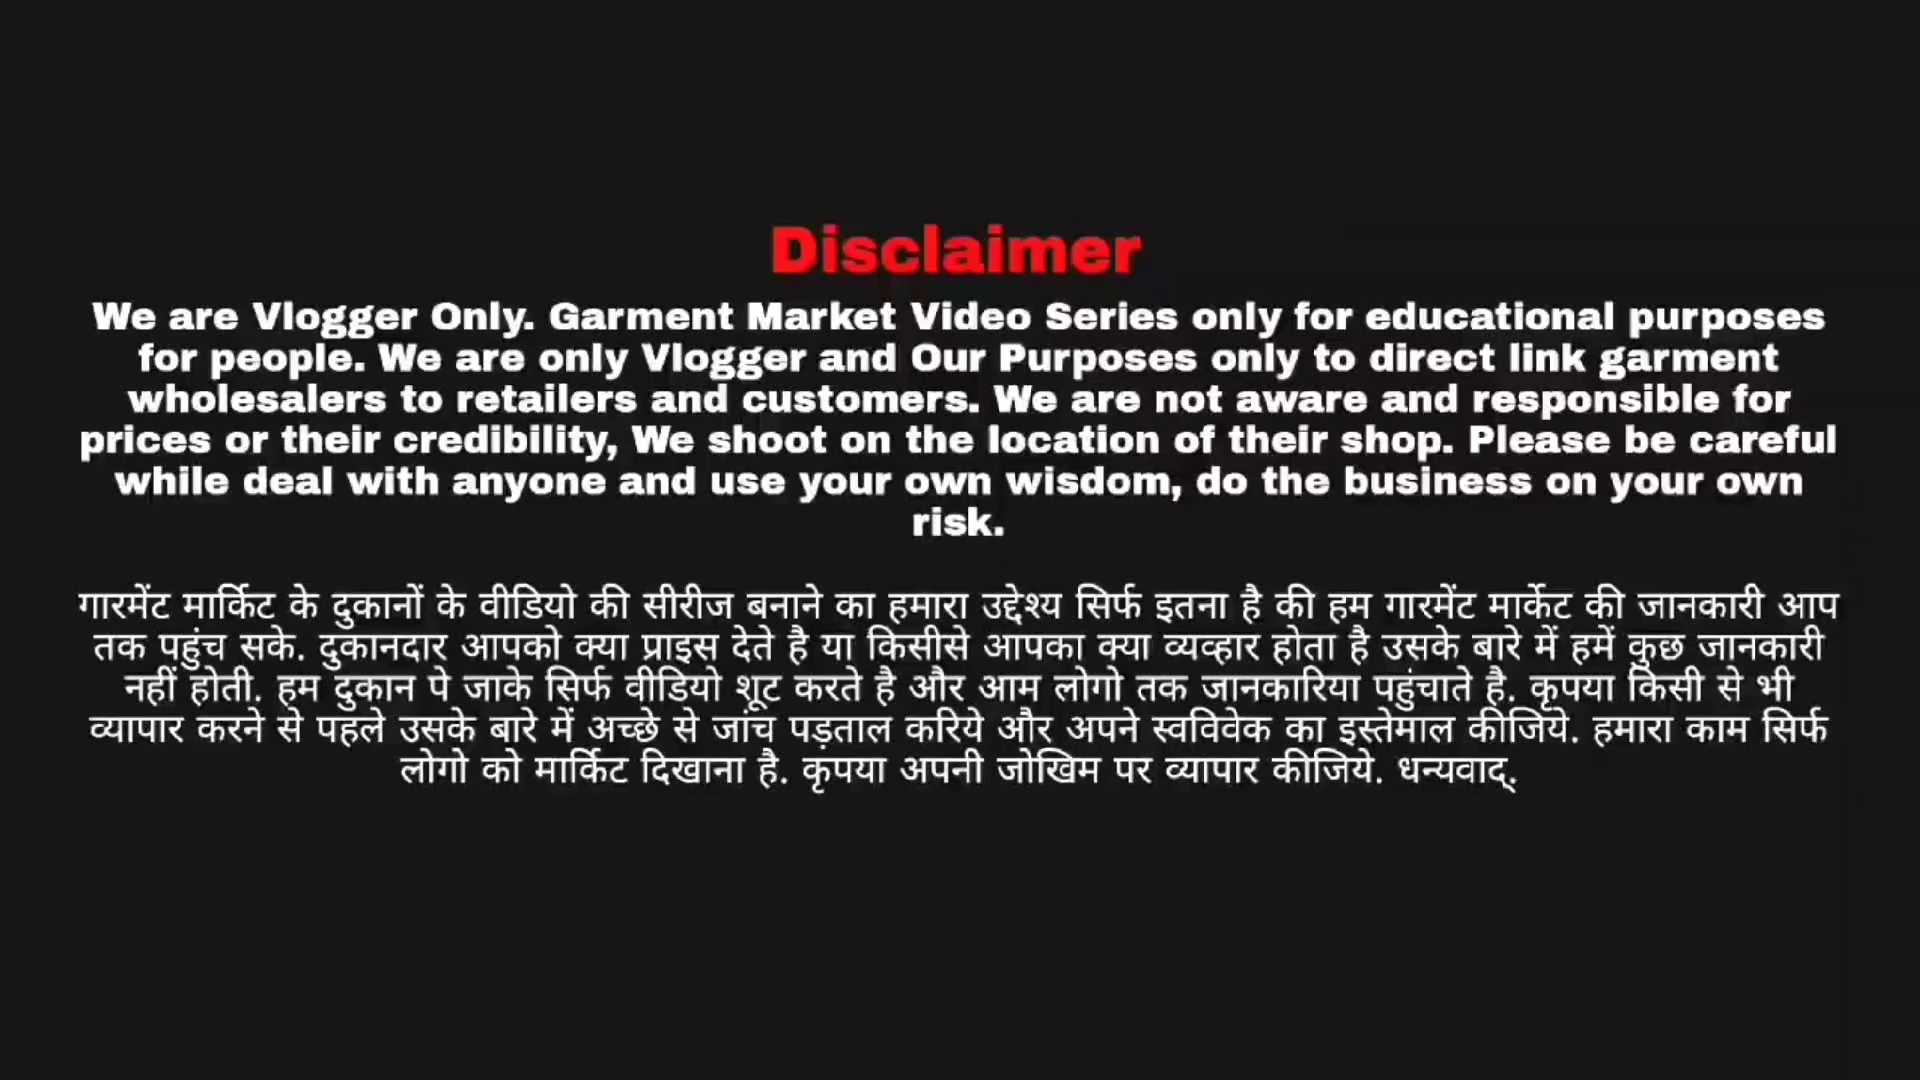 Disclaimer
We are Vlogger Only. Garment Market Video Series only for educational purposes
for people. We are only Vlogger and Our Purposes only to direct link garment
wholesalers to retailers and customers. We are not aware and responsible for
prices or their credibility, We shoot on the location of their shop. Please be careful
while deal with anyone and use your own wisdom, do the business on your own
risk.
गारमेंट मार्किट के दुकानों के वीडियो की सीरीज बनाने का हमारा उद्देश्य सिर्फ इतना है की हम गारमेंट मार्केट की जानकारी आप
तक पहुंच सके. दुकानदार आपको क्या प्राइस देते है या किसीसे आपका क्या व्यव्हार होता है उसके बारे में हमें कुछ जानकारी
नहीं होती. हम दुकान पे जाके सिर्फ वीडियो शूट करते है और आम लोगो तक जानकारिया पहुंचाते है. कृपया किसी से भी
व्यापार करने से पहले उसके बारे में अच्छे से जांच पड़ताल करिये और अपने स्वविवेक का इस्तेमाल कीजिये. हमारा काम सिर्फ
लोगो को मार्किट दिखाना है. कृपया अपनी जोखिम पर व्यापार कीजिये. धन्यवाद्.